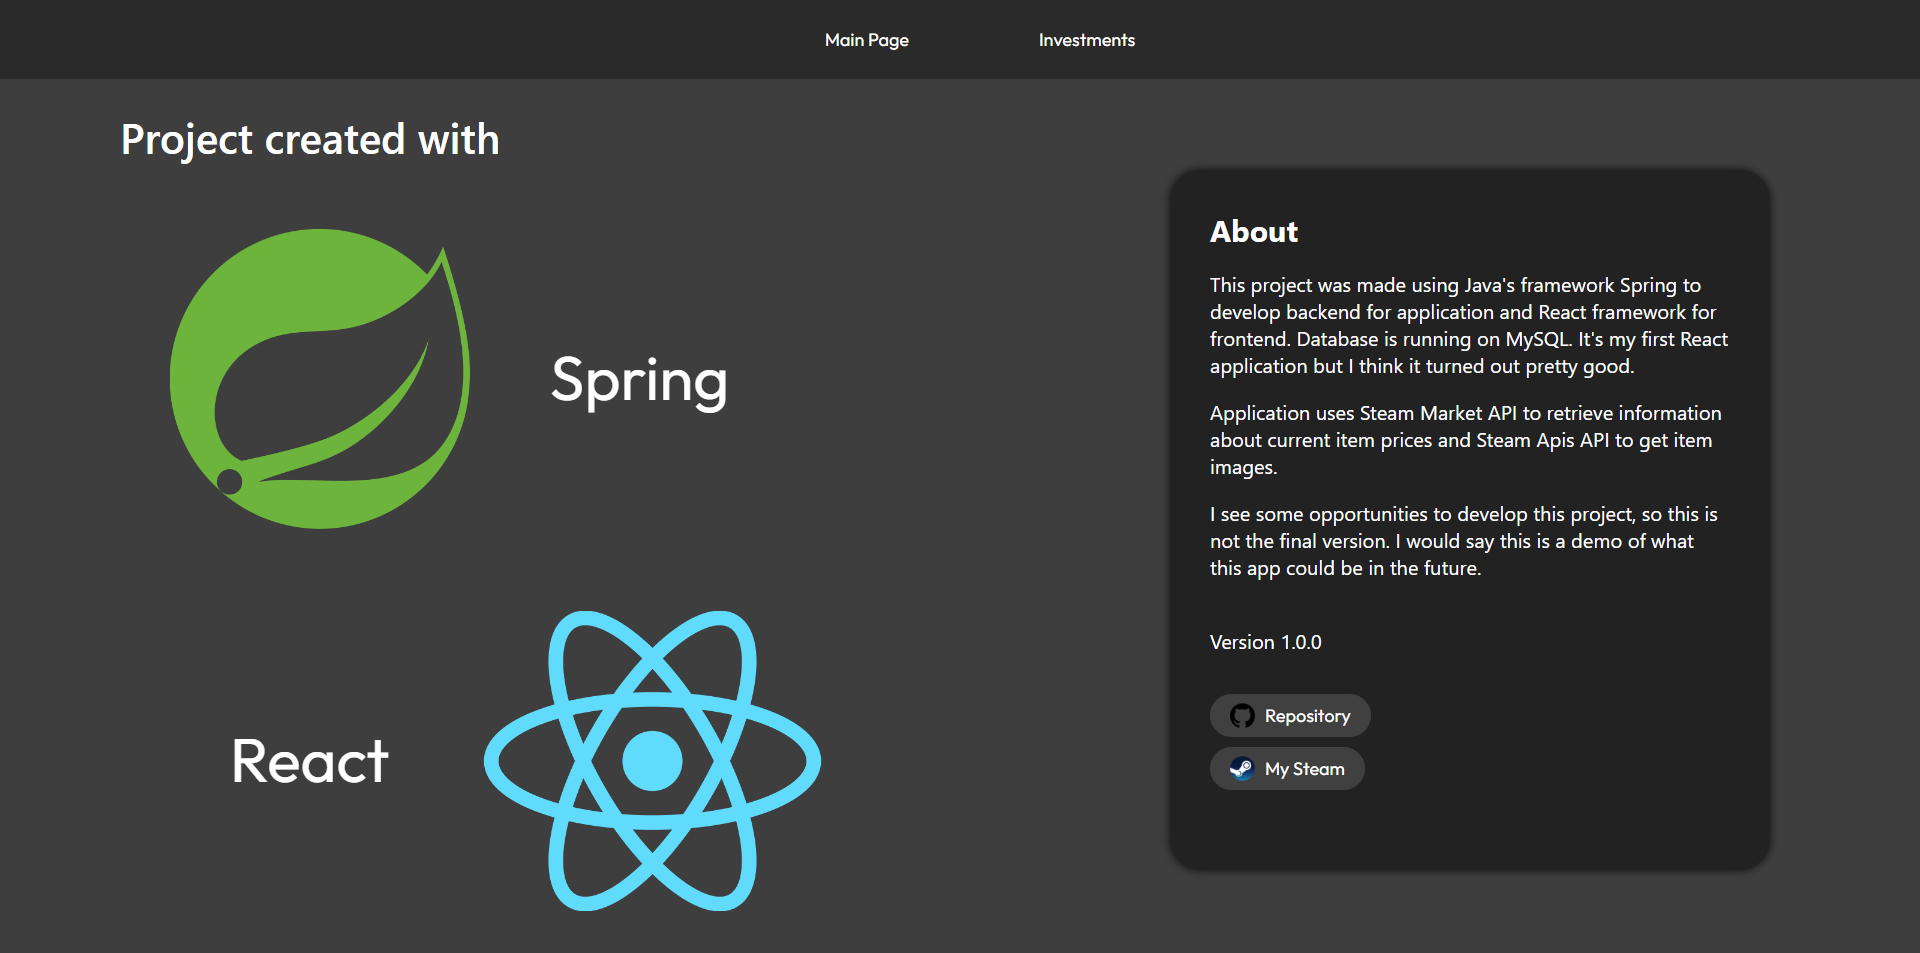 Main Page
Investments
Project created with
Spring
React
About
This project was made using Java's framework Spring to
develop backend for application and React framework for
frontend. Database is running on MySQL. It's my first React
application but I think it turned out pretty good.
Application uses Steam Market API to retrieve information
about current item prices and Steam Apis API to get item
images.
I see some opportunities to develop this project, so this is
not the final version. I would say this is a demo of what
this app could be in the future.
Version 1.0.0
Repository
My Steam